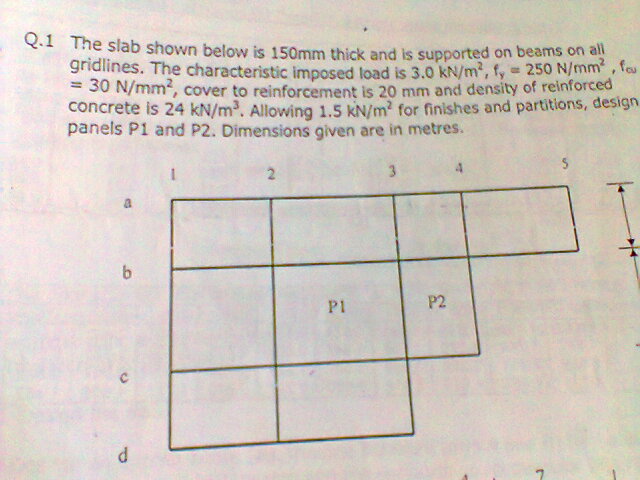 Q.1 The slab shown below is 150mm thick and is supported on beams on all
gridlines. The characteristic imposed load is 3.0 kN/m², fy = 250 N/mm², fcu
= 30 N/mm², cover to reinforcement is 20 mm and density of reinforced
concrete is 24 kN/m³. Allowing 1.5 kN/m² for finishes and partitions, design
panels P1 and P2. Dimensions given are in metres.
1 2 3 4 5
a
b
P1 P2
c
d